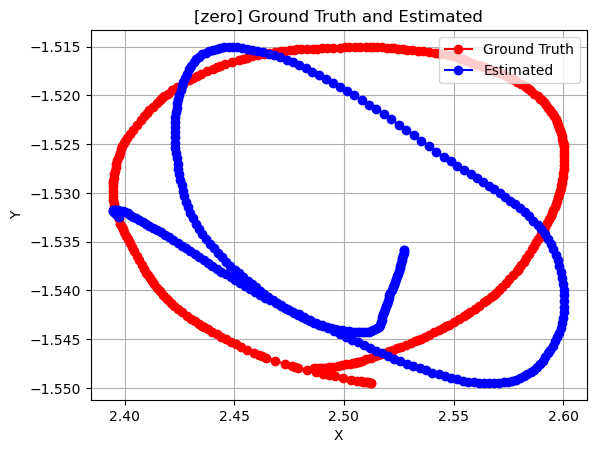 [zero] Ground Truth and Estimated
Ground Truth
Estimated
Y
−1.515
−1.520
−1.525
−1.530
−1.535
−1.540
−1.545
−1.550
2.40 2.45 2.50 2.55 2.60
X